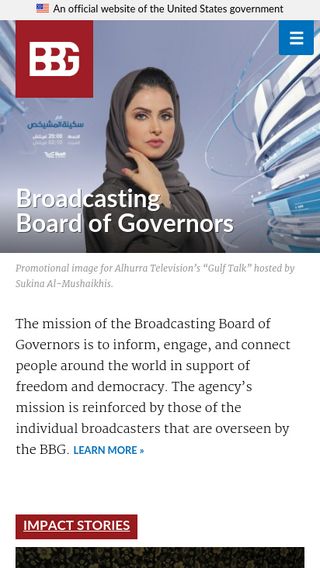 An official website of the United States government
BBG
سكينة المشيخص
Broadcasting
Board of Governors
Promotional image for Alhurra Television’s “Gulf Talk” hosted by
Sukina Al-Mushaikhis.
The mission of the Broadcasting Board of
Governors is to inform, engage, and connect
people around the world in support of
freedom and democracy. The agency’s
mission is reinforced by those of the
individual broadcasters that are overseen by
the BBG. LEARN MORE »
IMPACT STORIES